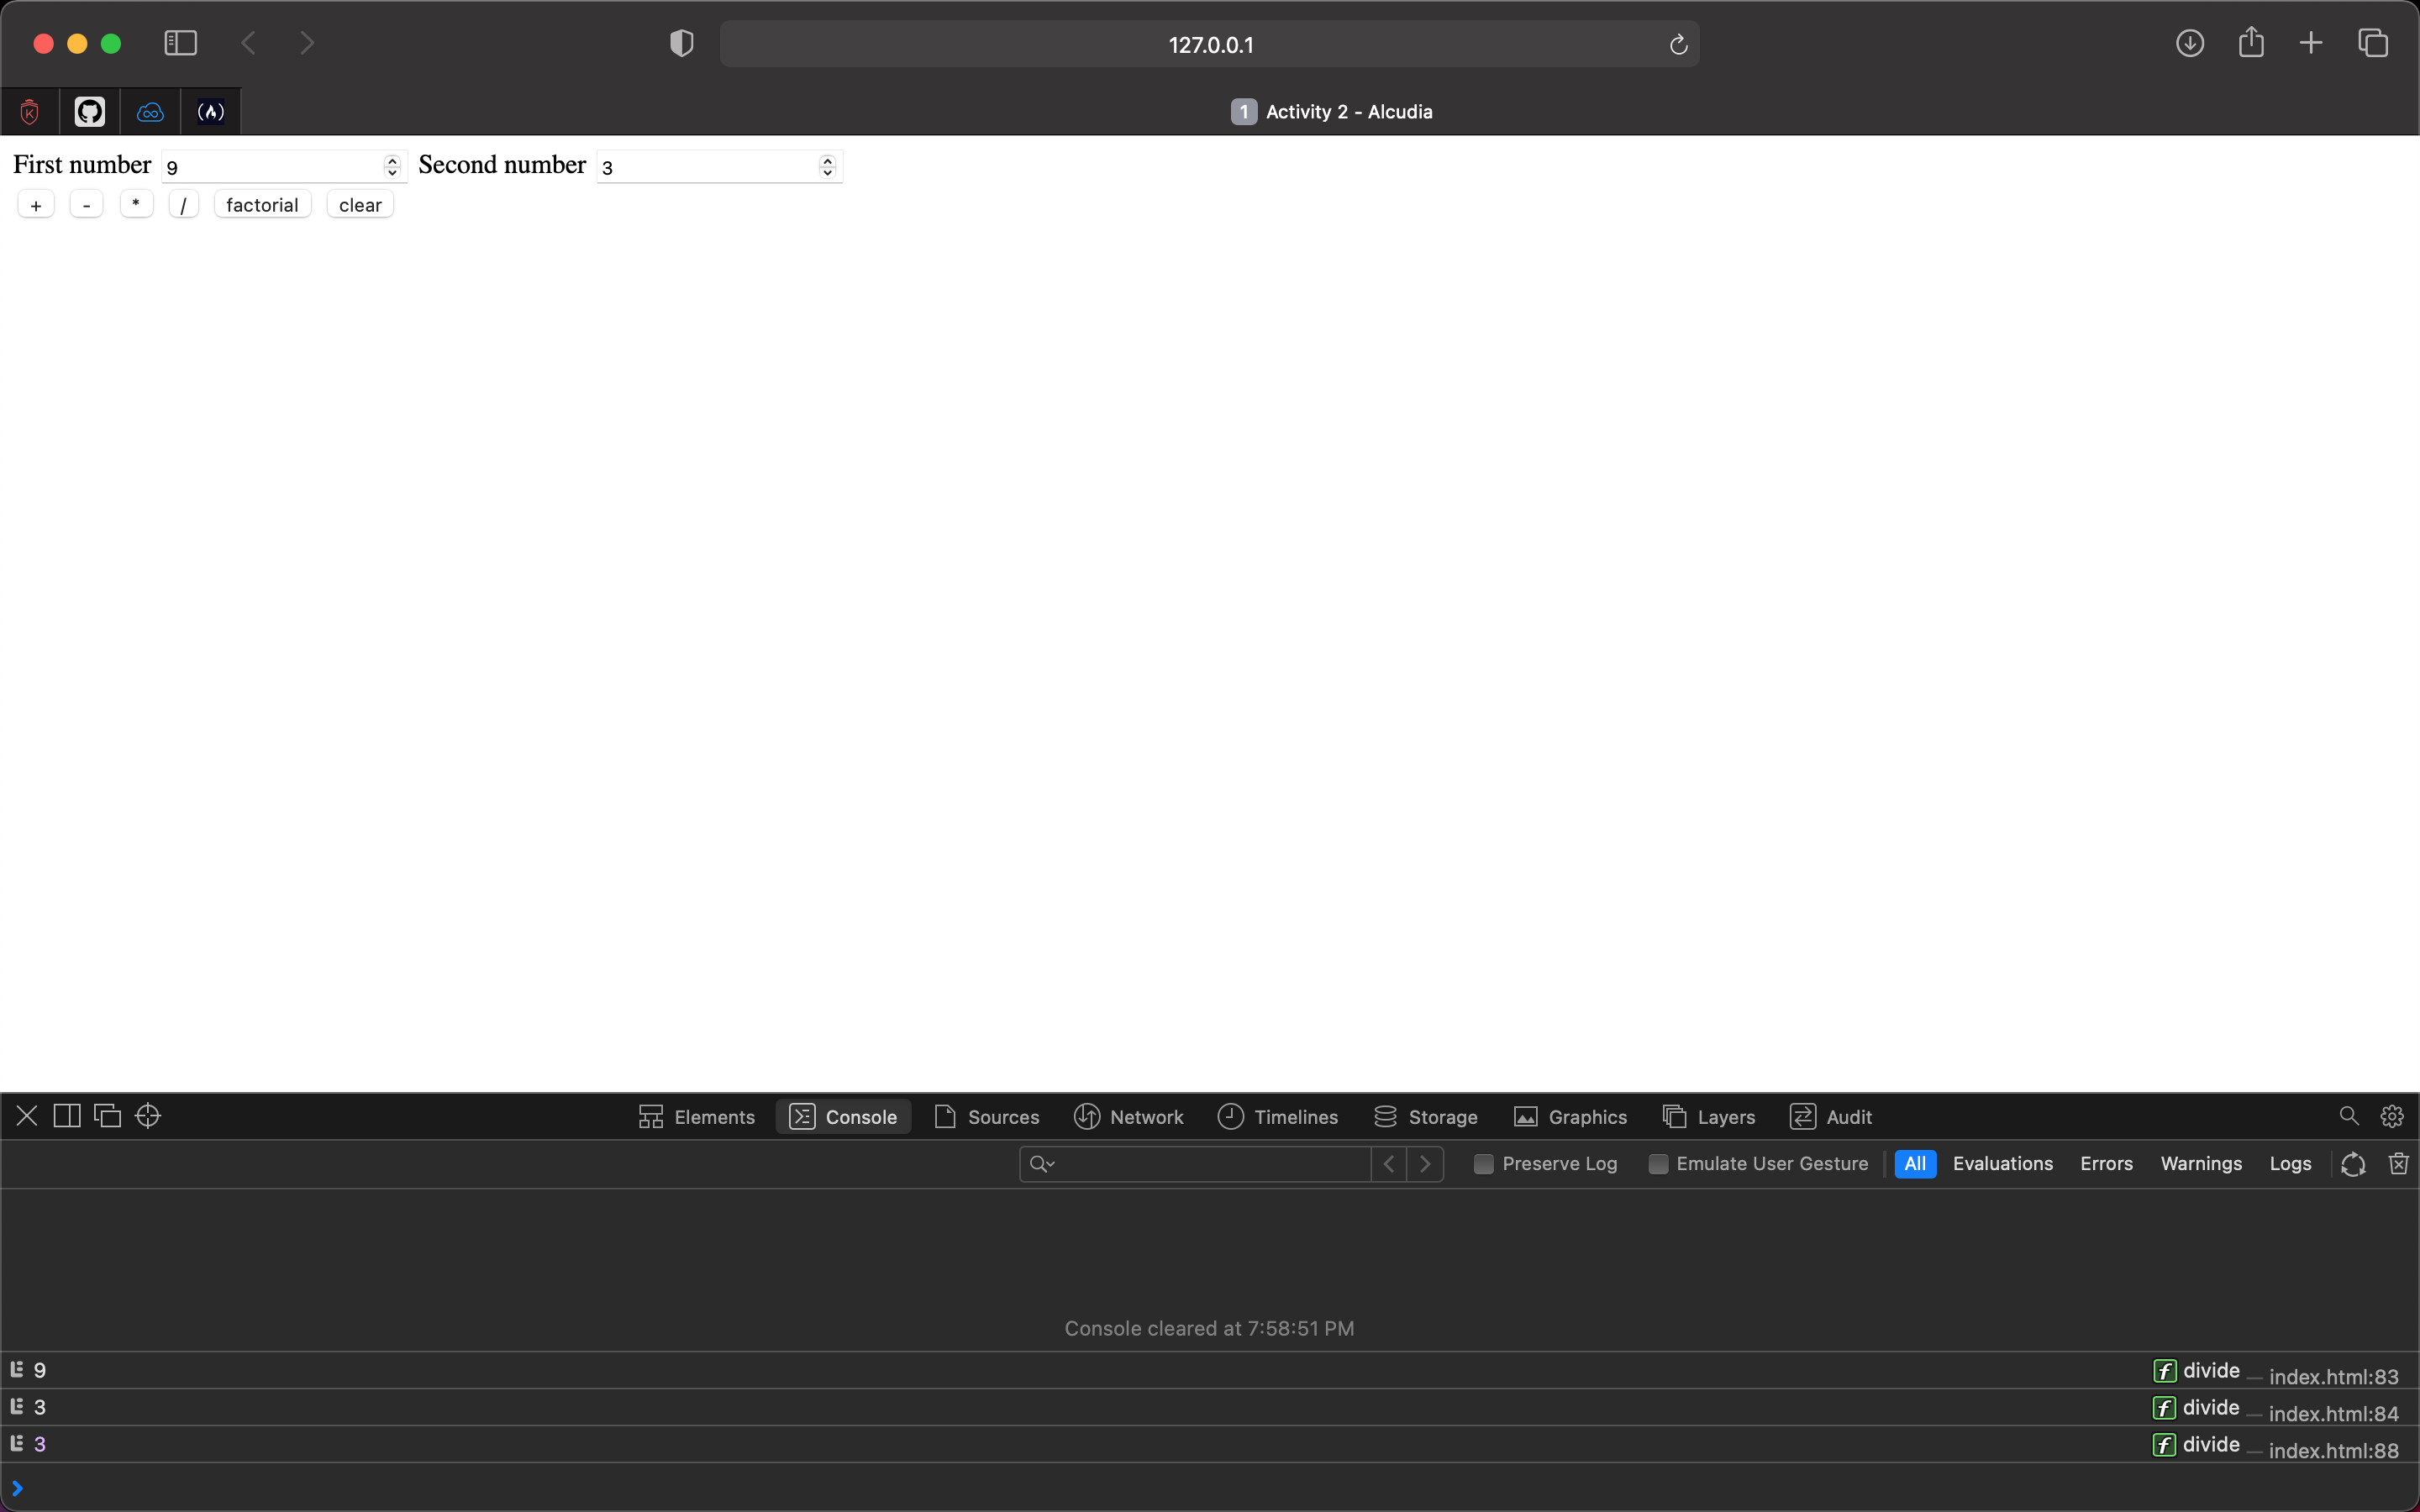 127.0.0.1
K
1 Activity 2 - Alcudia
First number 9 Second number 3
+ - * / factorial clear
Elements Console Sources Network Timelines Storage Graphics Layers Audit
Preserve Log Emulate User Gesture All Evaluations Errors Warnings Logs
Console cleared at 7:58:51 PM
9 f divide — index.html:83
3 f divide — index.html:84
3 f divide — index.html:88